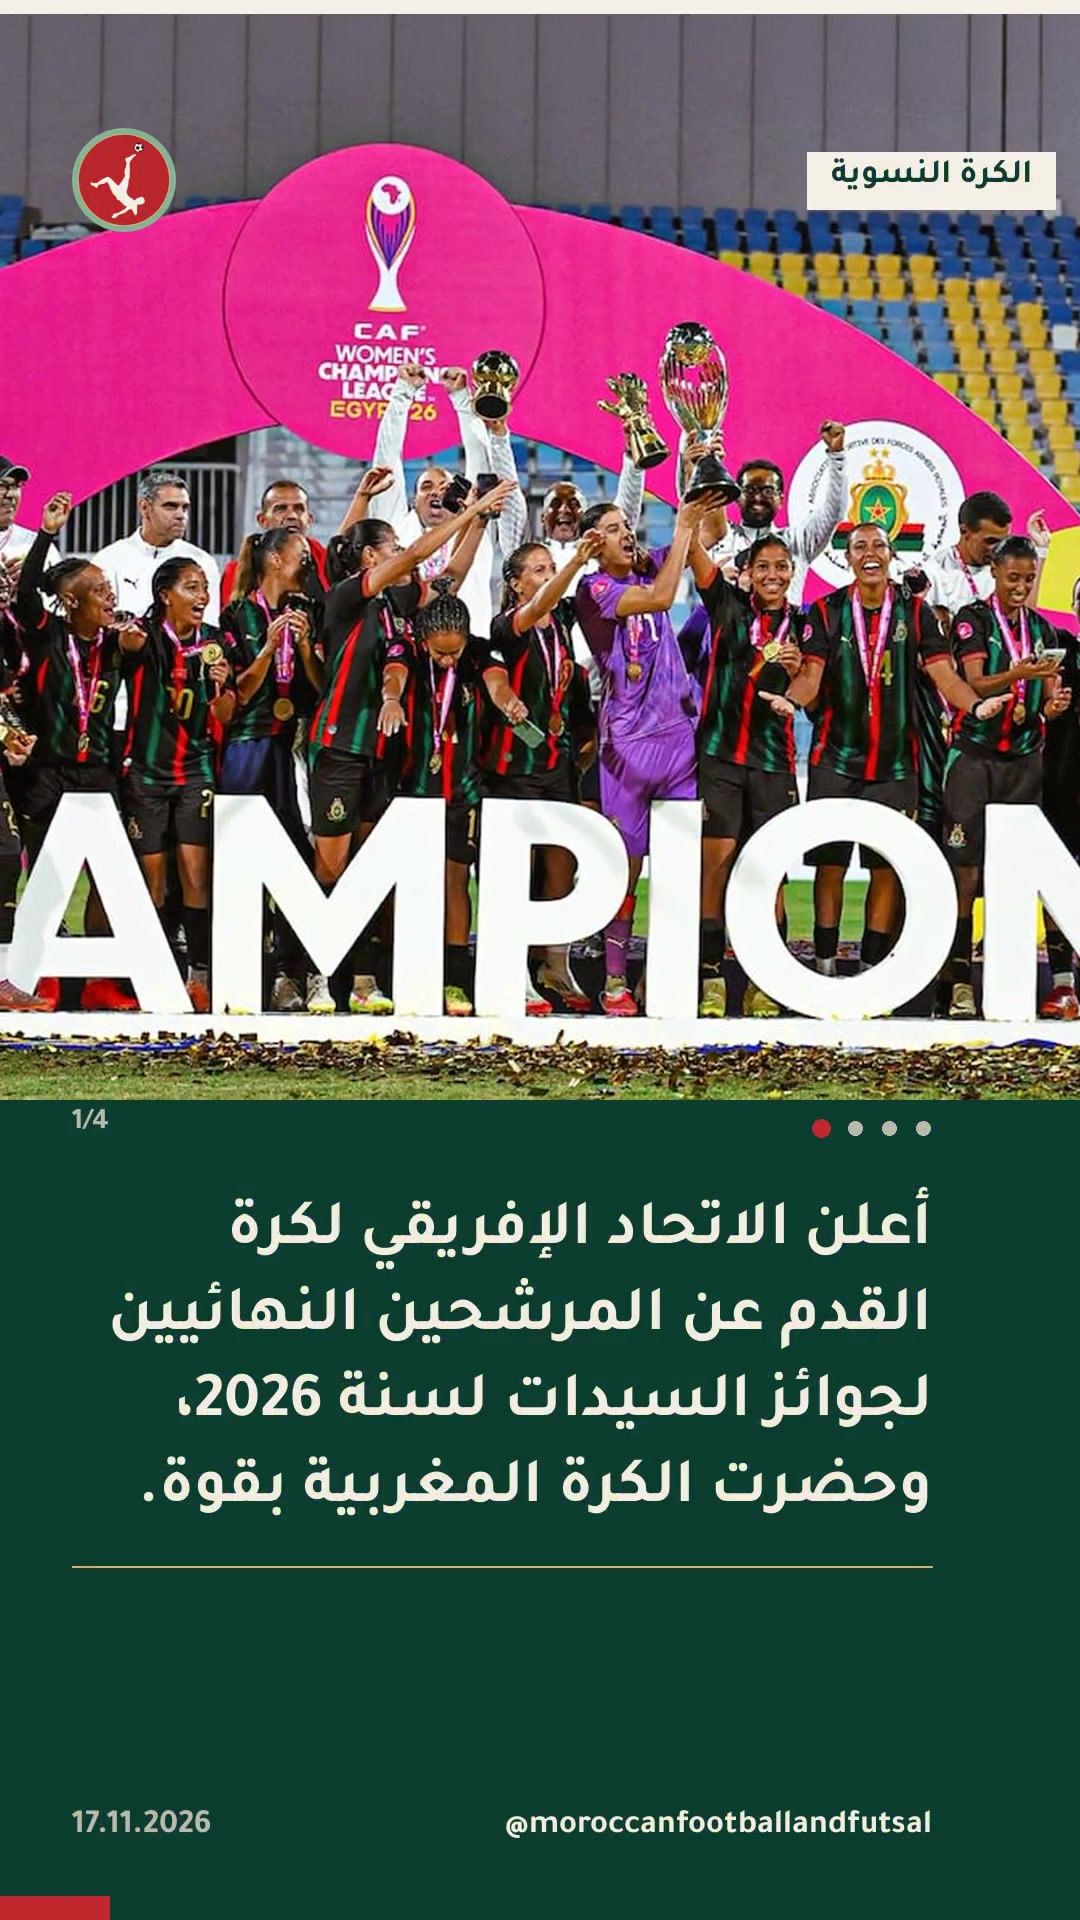 الكرة النسوية
CAF
WOMEN'S
CHAMPIONS
LEAGUE
EGYPT 26
AMPION
1/4
أعلن الاتحاد الإفريقي لكرة
القدم عن المرشحين النهائيين
لجوائز السيدات لسنة 2026،
وحضرت الكرة المغربية بقوة.
17.11.2026
@moroccanfootballandfutsal